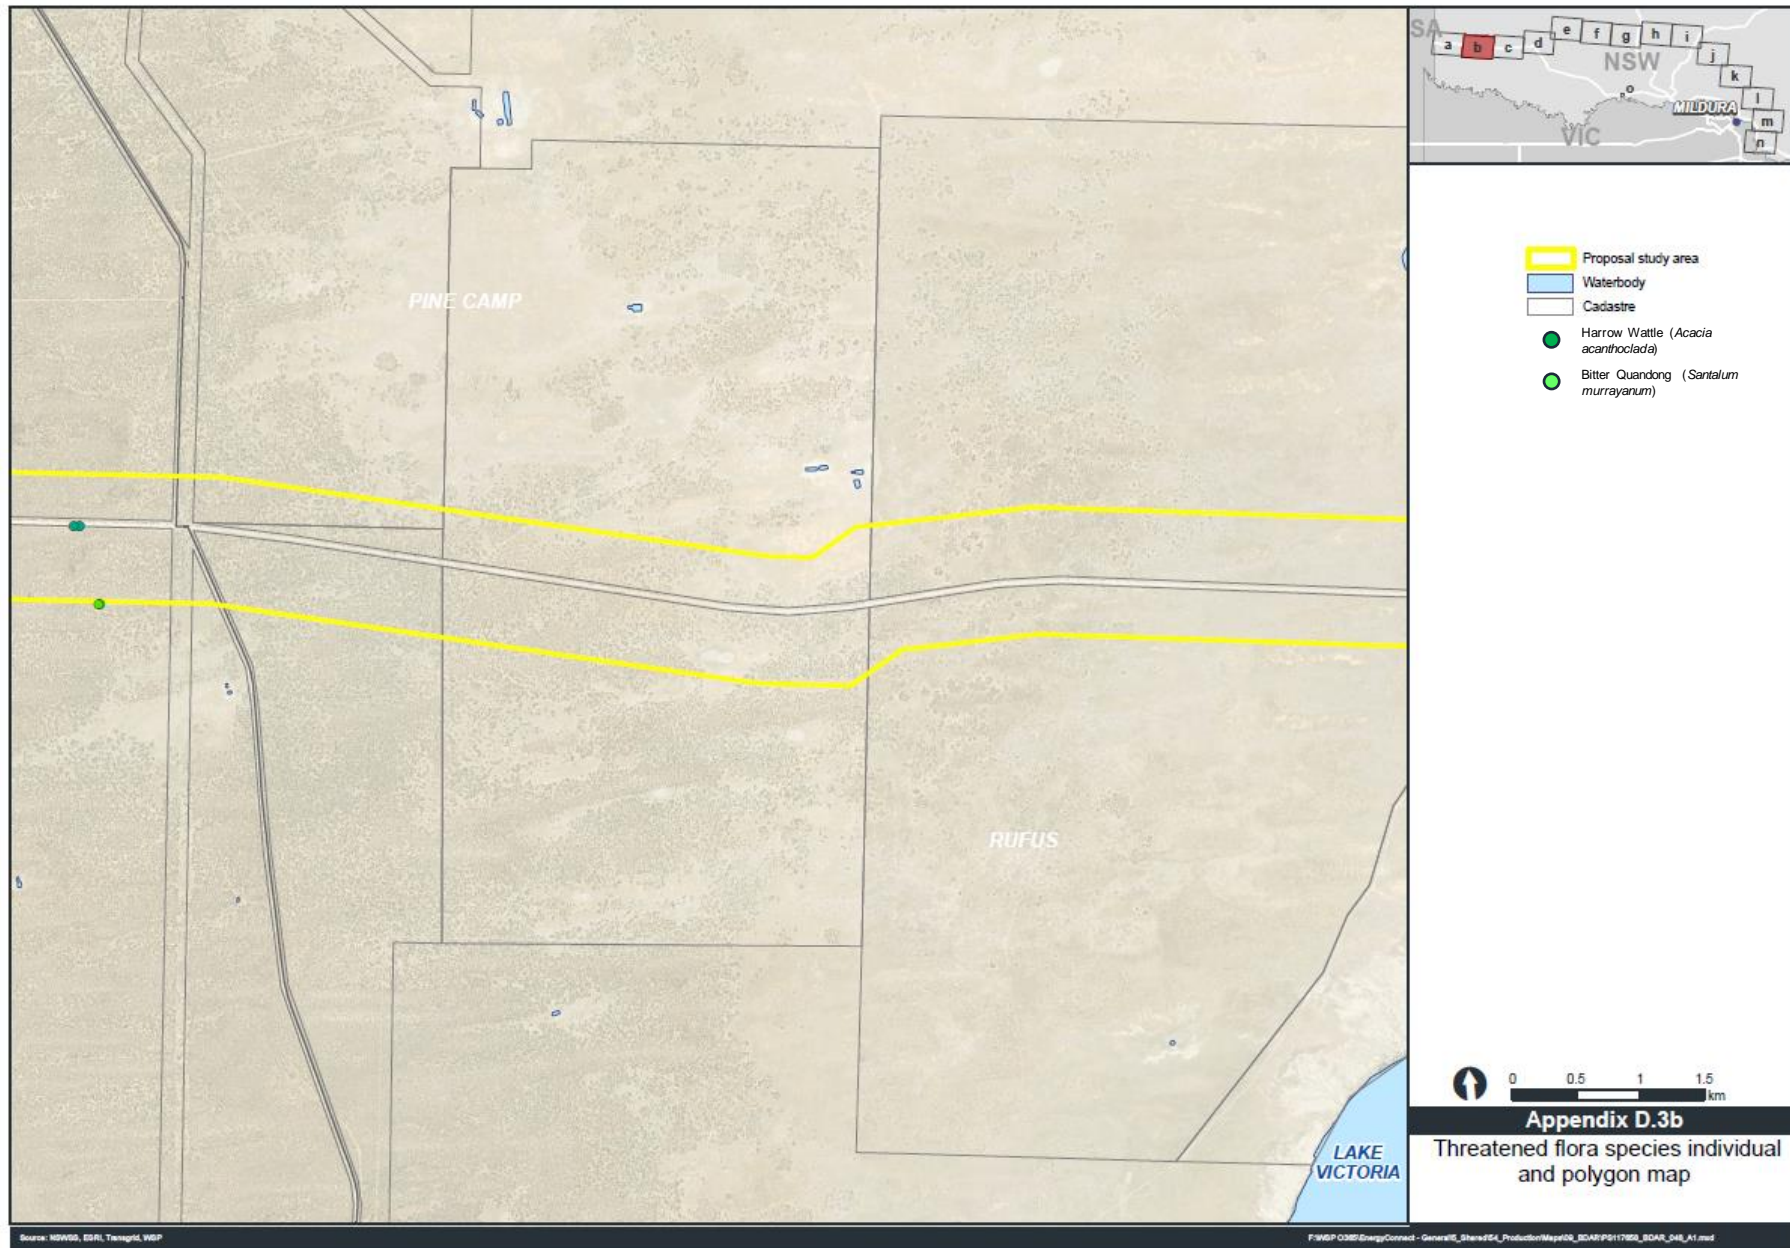 SA
a b c d e f g h i j k l m n
NSW
MILDURA
VIC
PINE CAMP
RUFUS
LAKE
VICTORIA
Proposal study area
Waterbody
Cadastre
Harrow Wattle (Acacia
acanthoclada)
Bitter Quandong (Santalum
murrayanum)
0 0.5 1 1.5
km
Appendix D.3b
Threatened flora species individual
and polygon map
Source: NSWSS, ESRI, Transgrid, WSP